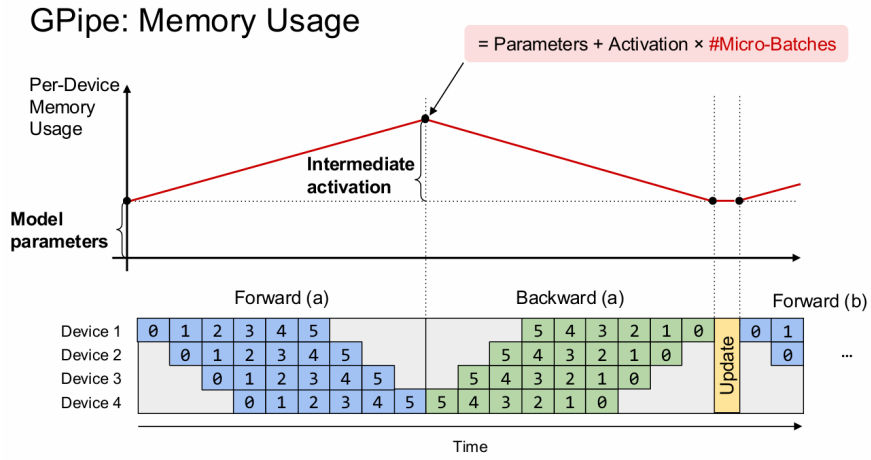 GPipe: Memory Usage
= Parameters + Activation × #Micro-Batches
Per-Device
Memory
Usage
Intermediate
activation
Model
parameters
Forward (a)
Backward (a)
Forward (b)
Device 1 0 1 2 3 4 5 5 4 3 2 1 0 0 1
Device 2 0 1 2 3 4 5 5 4 3 2 1 0 0 ...
Device 3 0 1 2 3 4 5 5 4 3 2 1 0
Device 4 0 1 2 3 4 5 5 4 3 2 1 0
Update
Time